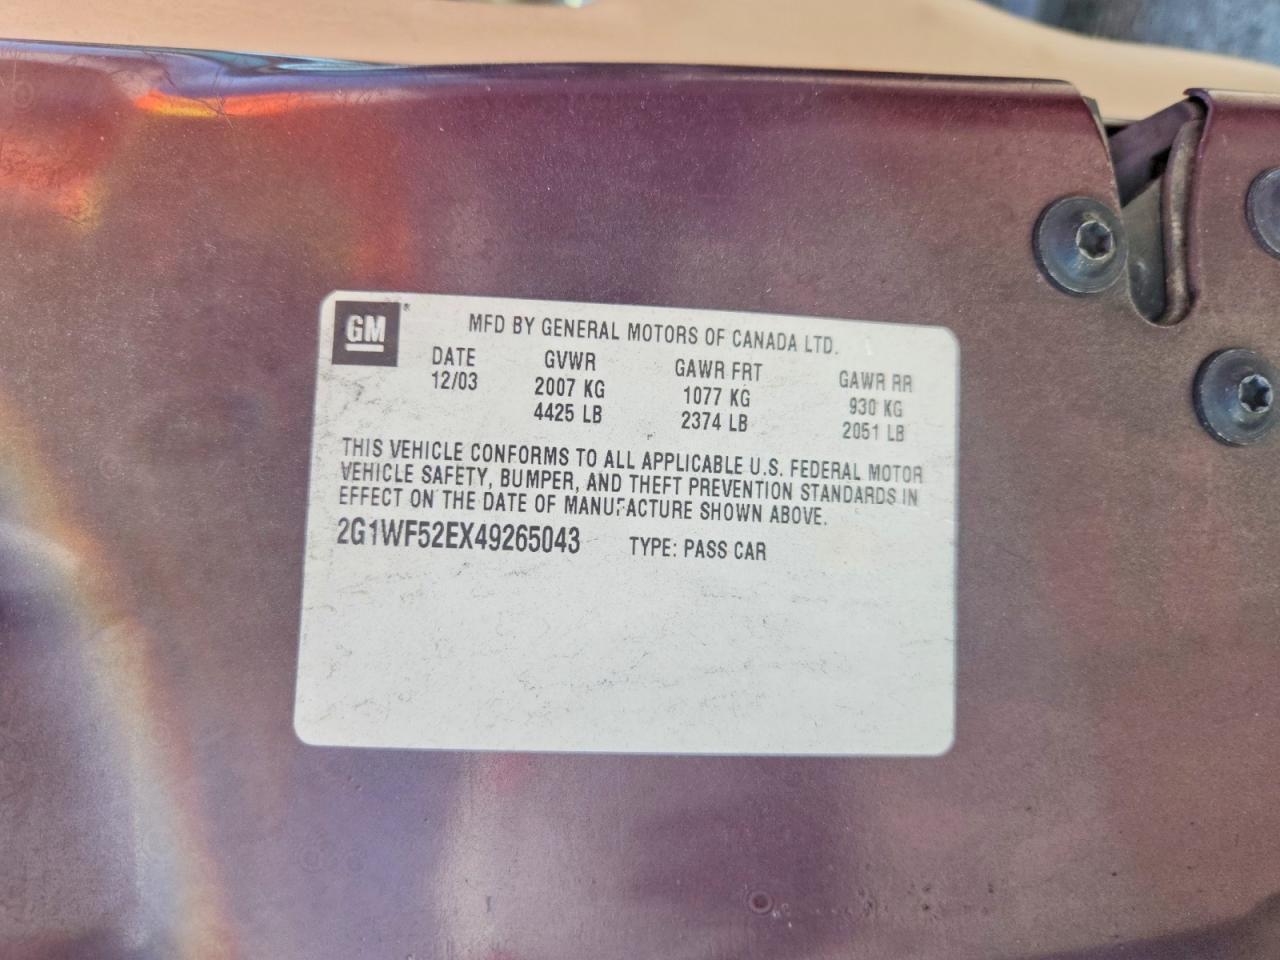 GM®
MFD BY GENERAL MOTORS OF CANADA LTD.
DATE GVWR GAWR FRT GAWR RR
12/03 2007 KG 1077 KG 930 KG
4425 LB 2374 LB 2051 LB
THIS VEHICLE CONFORMS TO ALL APPLICABLE U.S. FEDERAL MOTOR
VEHICLE SAFETY, BUMPER, AND THEFT PREVENTION STANDARDS IN
EFFECT ON THE DATE OF MANUFACTURE SHOWN ABOVE.
2G1WF52EX49265043 TYPE: PASS CAR